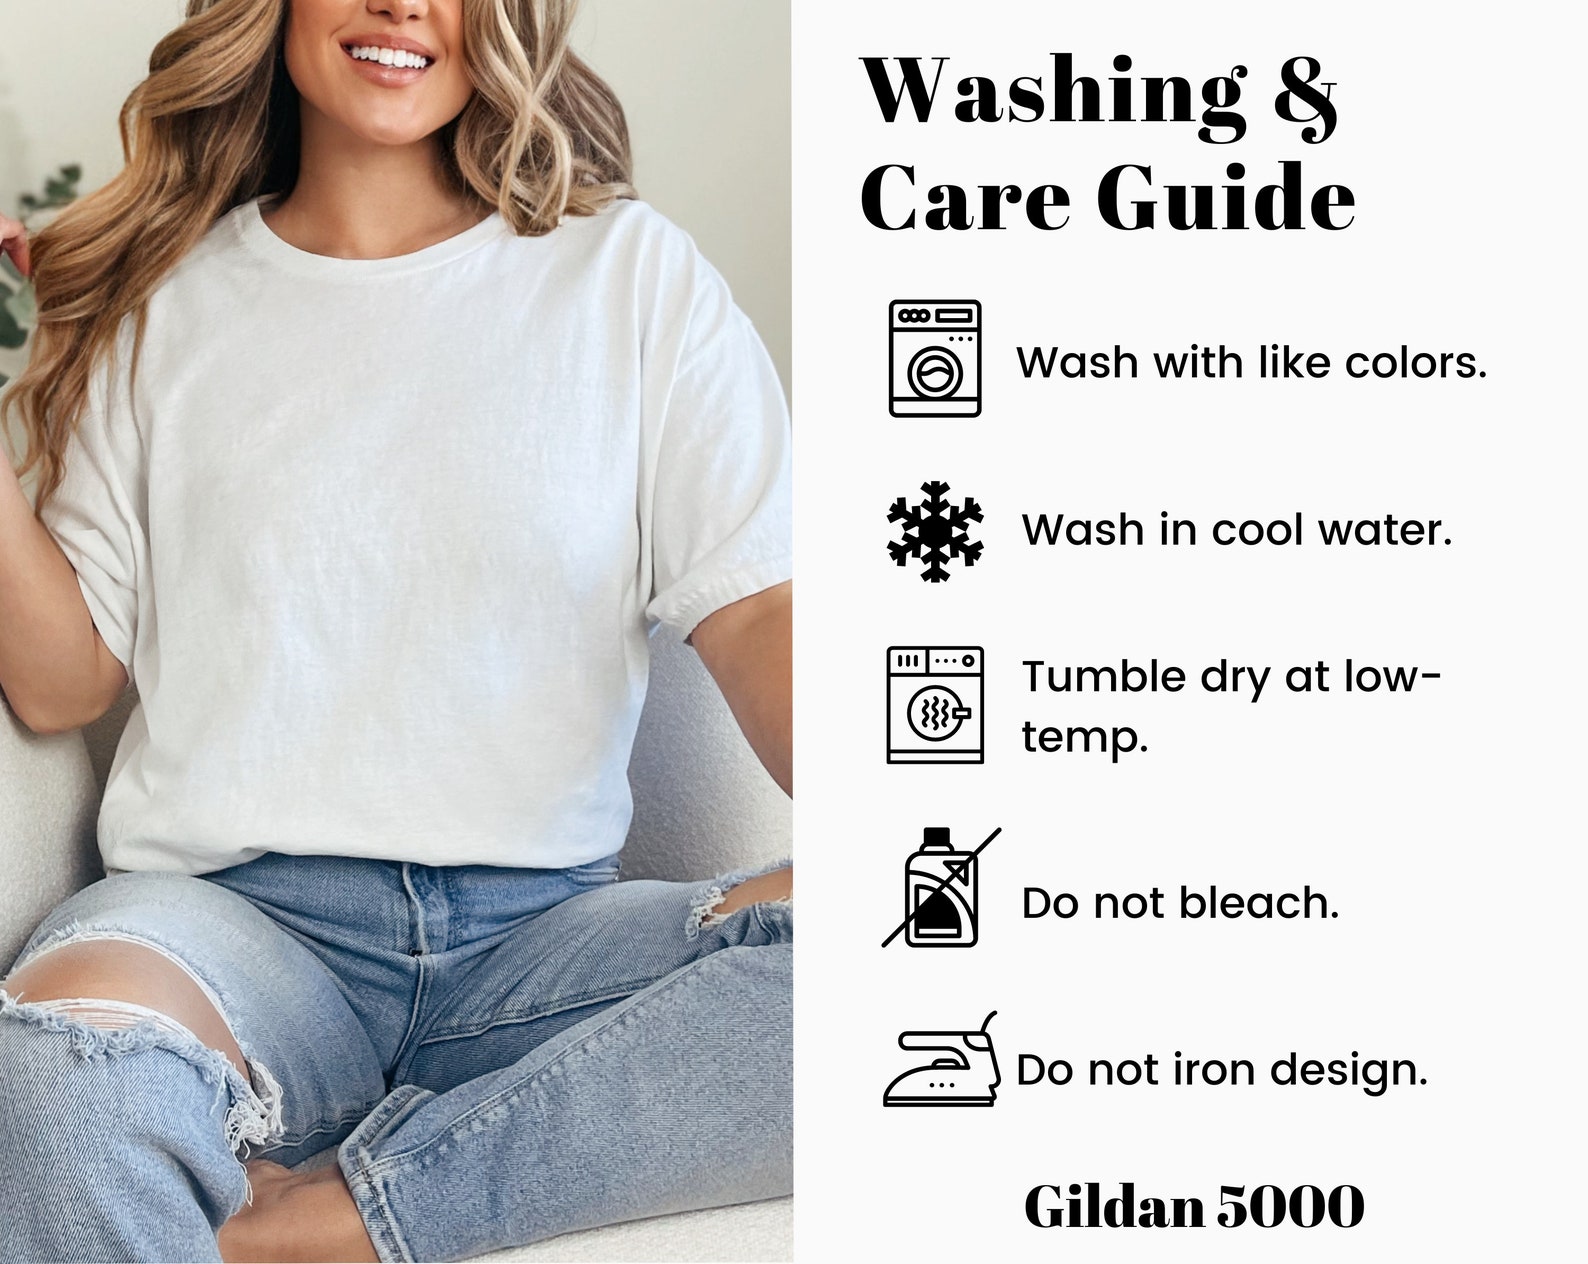 Washing &
Care Guide
Wash with like colors.
Wash in cool water.
Tumble dry at low-
temp.
Do not bleach.
Do not iron design.
Gildan 5000